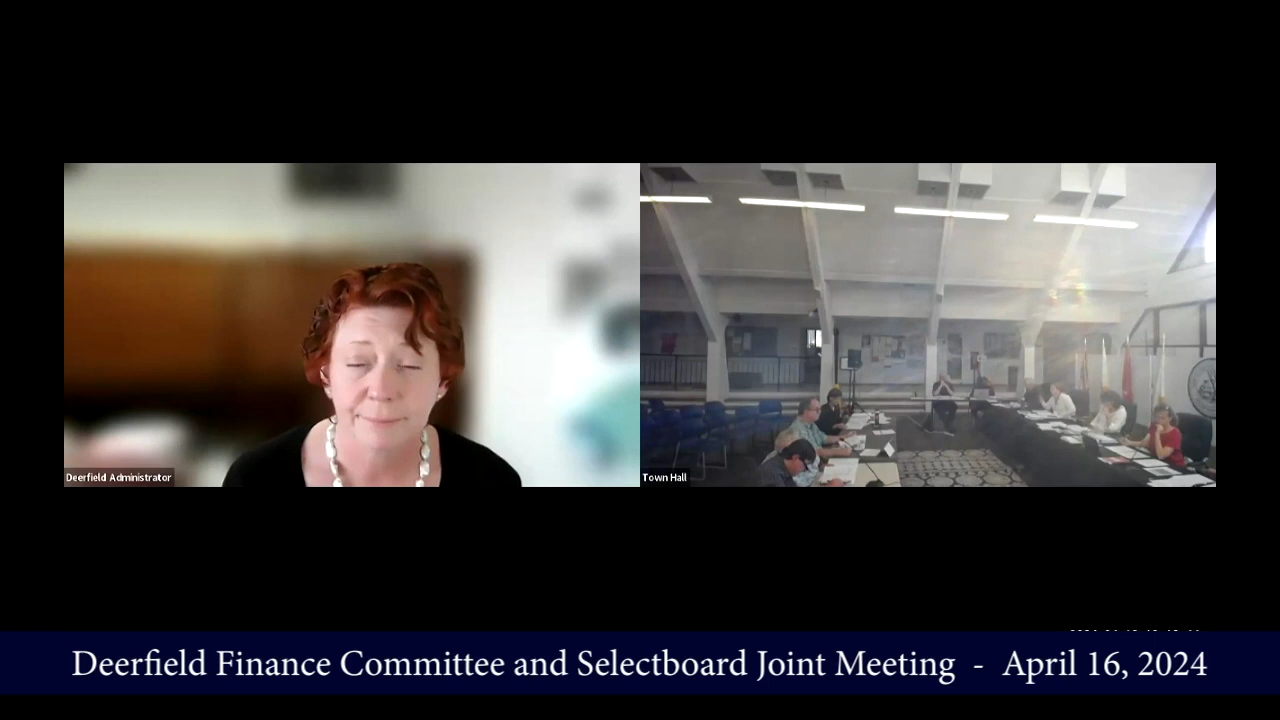 Deerfield Administrator
Town Hall
Deerfield Finance Committee and Selectboard Joint Meeting - April 16, 2024